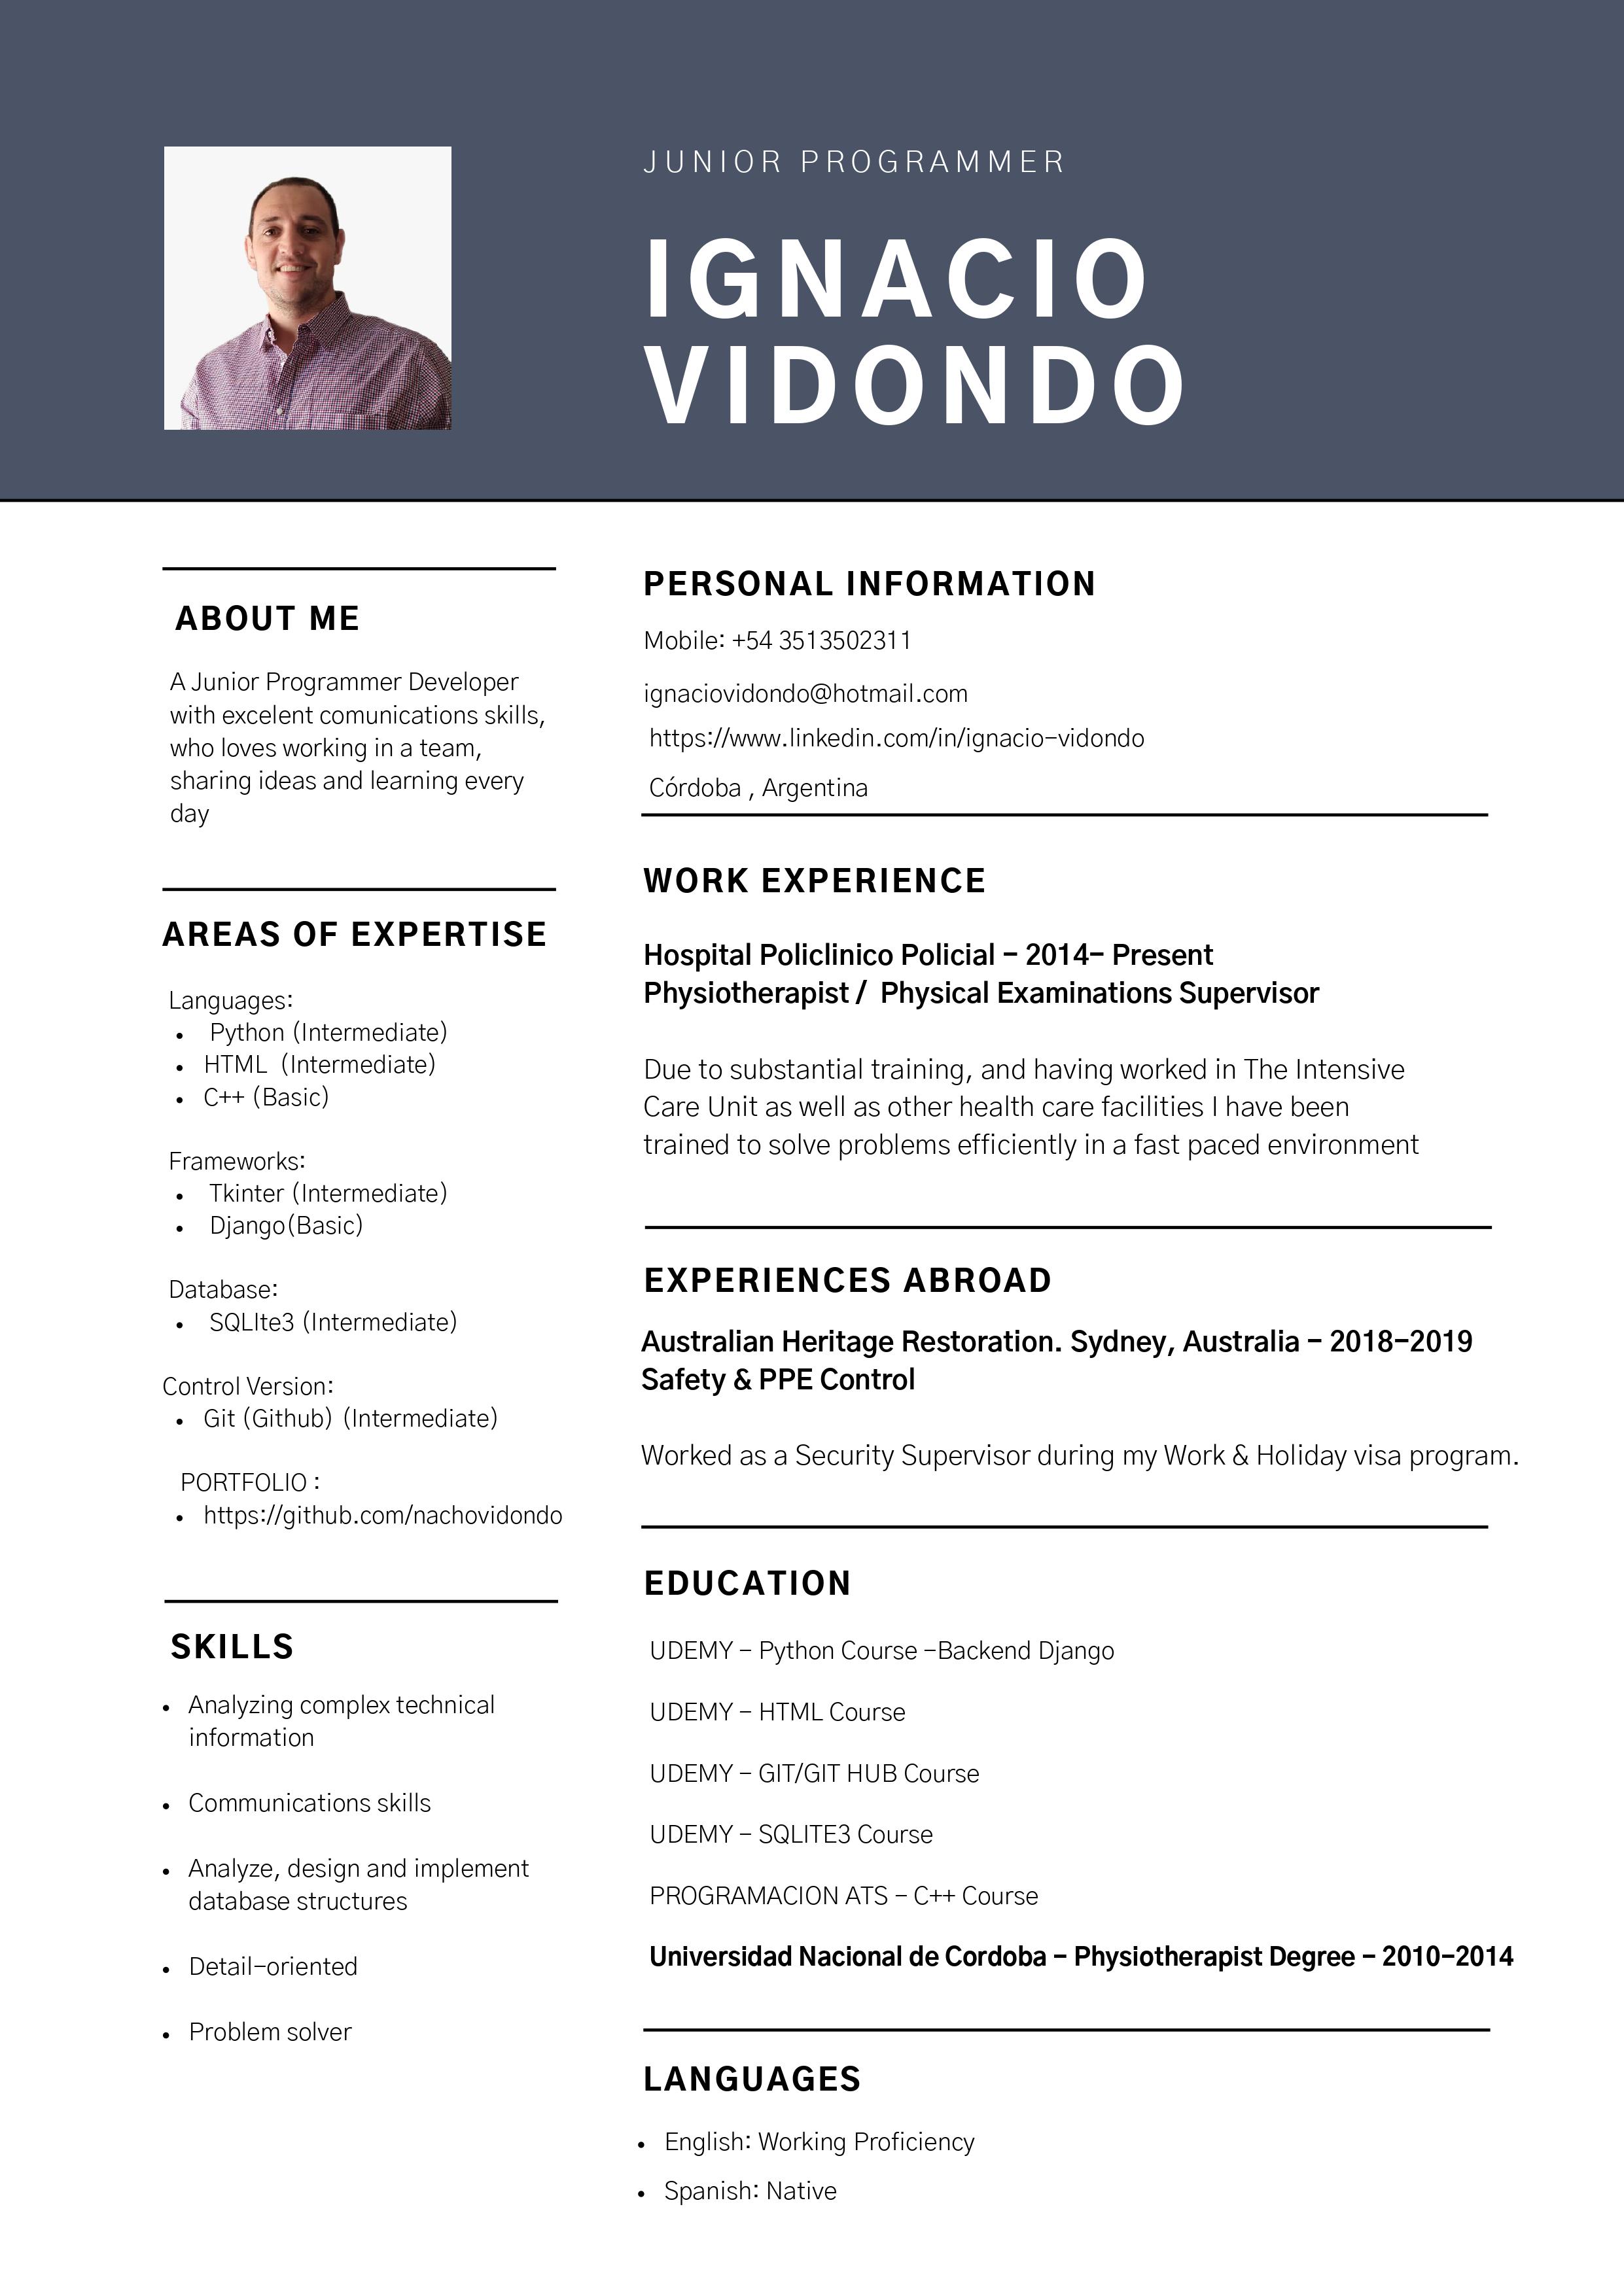 JUNIOR PROGRAMMER
IGNACIO
VIDONDO
ABOUT ME
A Junior Programmer Developer
with excelent comunications skills,
who loves working in a team,
sharing ideas and learning every
day
AREAS OF EXPERTISE
Languages:
• Python (Intermediate)
• HTML (Intermediate)
• C++ (Basic)
Frameworks:
• Tkinter (Intermediate)
• Django(Basic)
Database:
• SQLIte3 (Intermediate)
Control Version:
• Git (Github) (Intermediate)
PORTFOLIO :
• https://github.com/nachovidondo
SKILLS
• Analyzing complex technical
information
• Communications skills
• Analyze, design and implement
database structures
• Detail-oriented
• Problem solver
PERSONAL INFORMATION
Mobile: +54 3513502311
ignaciovidondo@hotmail.com
https://www.linkedin.com/in/ignacio-vidondo
Córdoba , Argentina
WORK EXPERIENCE
Hospital Policlinico Policial - 2014- Present
Physiotherapist / Physical Examinations Supervisor
Due to substantial training, and having worked in The Intensive
Care Unit as well as other health care facilities I have been
trained to solve problems efficiently in a fast paced environment
EXPERIENCES ABROAD
Australian Heritage Restoration. Sydney, Australia - 2018-2019
Safety & PPE Control
Worked as a Security Supervisor during my Work & Holiday visa program.
EDUCATION
UDEMY - Python Course -Backend Django
UDEMY - HTML Course
UDEMY - GIT/GIT HUB Course
UDEMY - SQLITE3 Course
PROGRAMACION ATS - C++ Course
Universidad Nacional de Cordoba - Physiotherapist Degree - 2010-2014
LANGUAGES
• English: Working Proficiency
• Spanish: Native